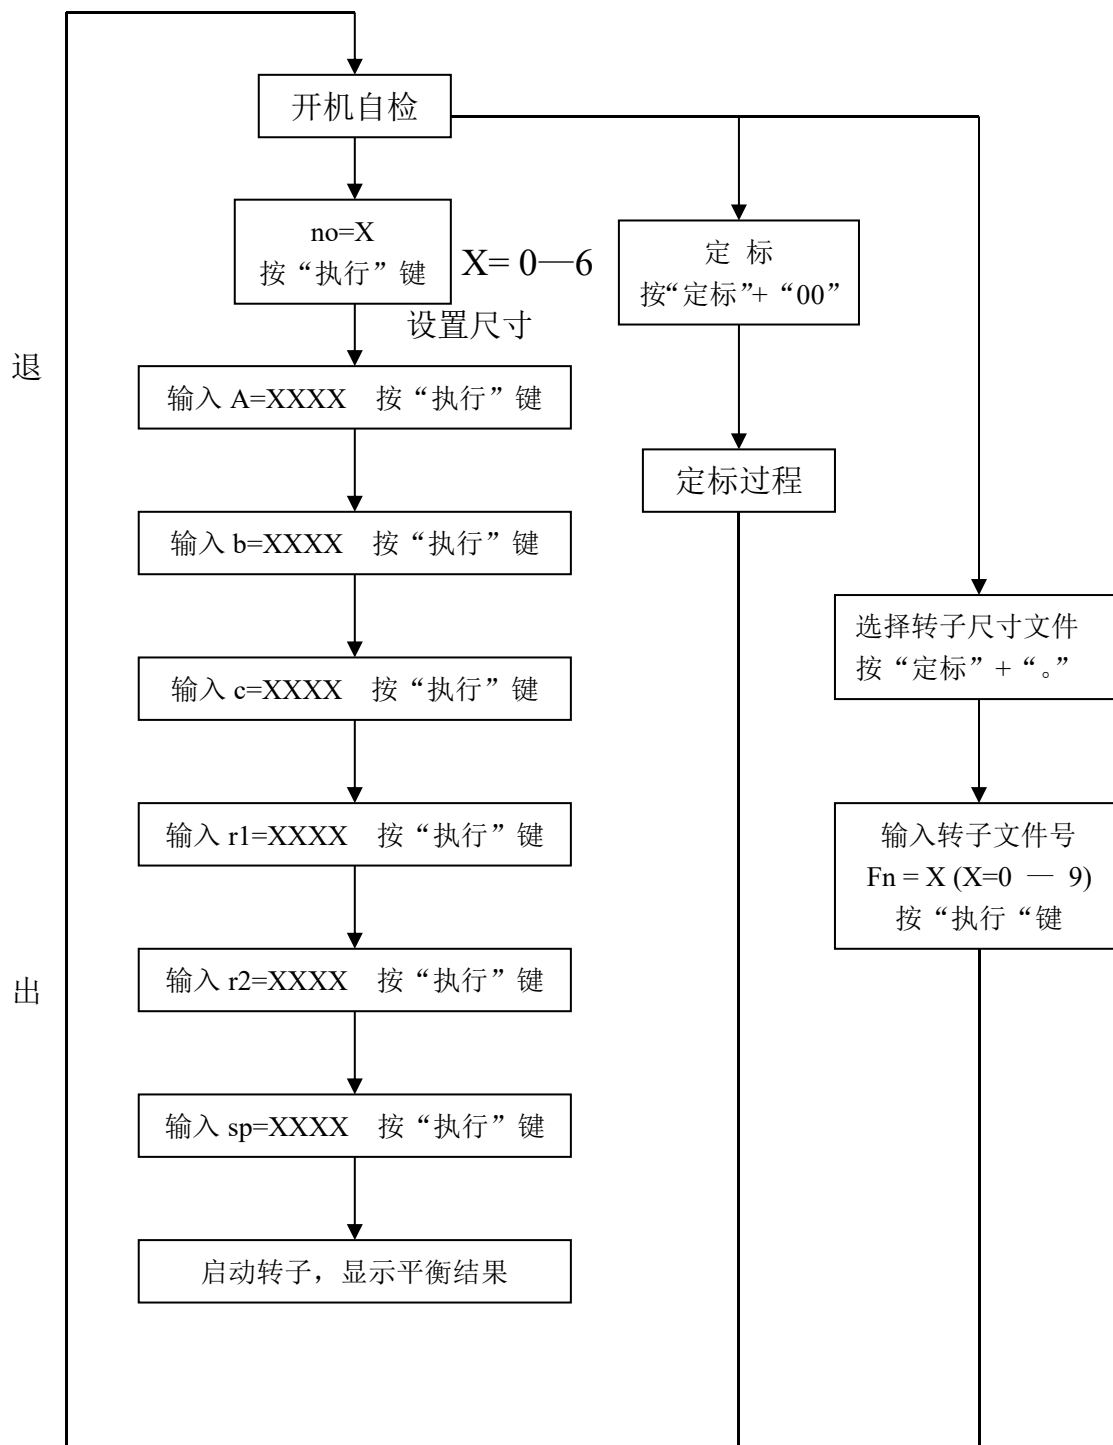 开机自检
no=X
按“执行”键
X= 0—6
设置尺寸
定 标
按“定标”+ “00”
退
输入 A=XXXX 按“执行”键
定标过程
输入 b=XXXX 按“执行”键
选择转子尺寸文件
按“定标” + “。”
输入 c=XXXX 按“执行”键
输入 r1=XXXX 按“执行”键
输入转子文件号
Fn = X (X=0 — 9)
按“执行“键
出
输入 r2=XXXX 按“执行”键
输入 sp=XXXX 按“执行”键
启动转子，显示平衡结果